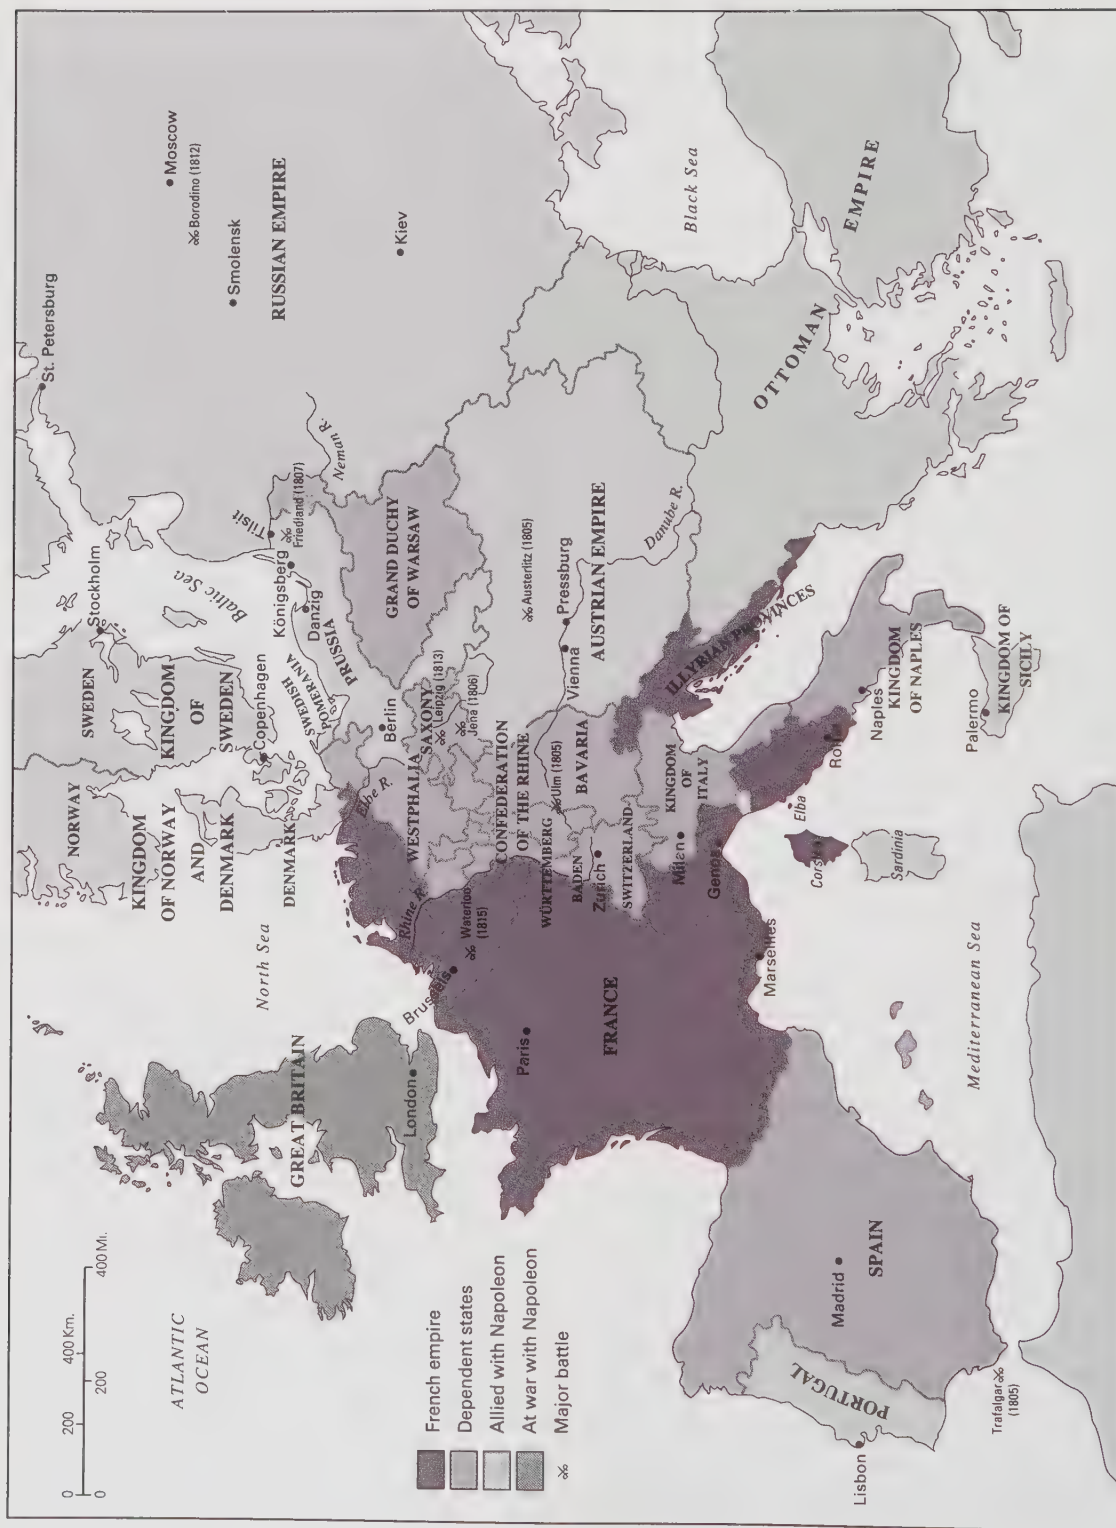 St. Petersburg
Moscow
Borodino (1812)
Smolensk
RUSSIAN EMPIRE
Kiev
Black Sea
OTTOMAN
EMPIRE
NORWAY
KINGDOM
OF NORWAY
AND
DENMARK
DENMARK
SWEDEN
KINGDOM
OF
SWEDEN
Stockholm
Copenhagen
Baltic Sea
SWEDISH
POMERANIA
Königsberg
Danzig
PRUSSIA
Tilsit
Friedland (1807)
Neman R.
GRAND DUCHY
OF WARSAW
North Sea
Elbe R.
Berlin
WESTPHALIA
SAXONY
Leipzig (1813)
Jena (1806)
CONFEDERATION
OF THE RHINE
Rhine R.
Brussels
Waterloo
(1815)
WÜRTTEMBERG
Ulm (1805)
BAVARIA
BADEN
Zurich
SWITZERLAND
Austerlitz (1805)
Pressburg
Vienna
AUSTRIAN EMPIRE
Danube R.
ILLYRIAN PROVINCES
KINGDOM
OF
ITALY
Milan
Genoa
Elba
Corsica
Sardinia
Rome
Naples
KINGDOM
OF NAPLES
Palermo
KINGDOM OF
SICILY
GREAT BRITAIN
London
Paris
FRANCE
Marseilles
Mediterranean Sea
ATLANTIC
OCEAN
SPAIN
Madrid
PORTUGAL
Lisbon
Trafalgar
(1805)
0 200 400 Km.
0 200 400 Mi.
French empire
Dependent states
Allied with Napoleon
At war with Napoleon
Major battle